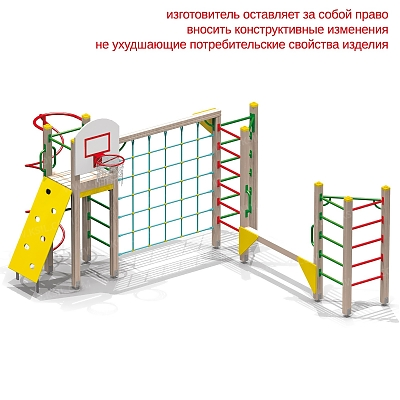 изготовитель оставляет за собой право
вносить конструктивные изменения
не ухудшающие потребительские свойства изделия